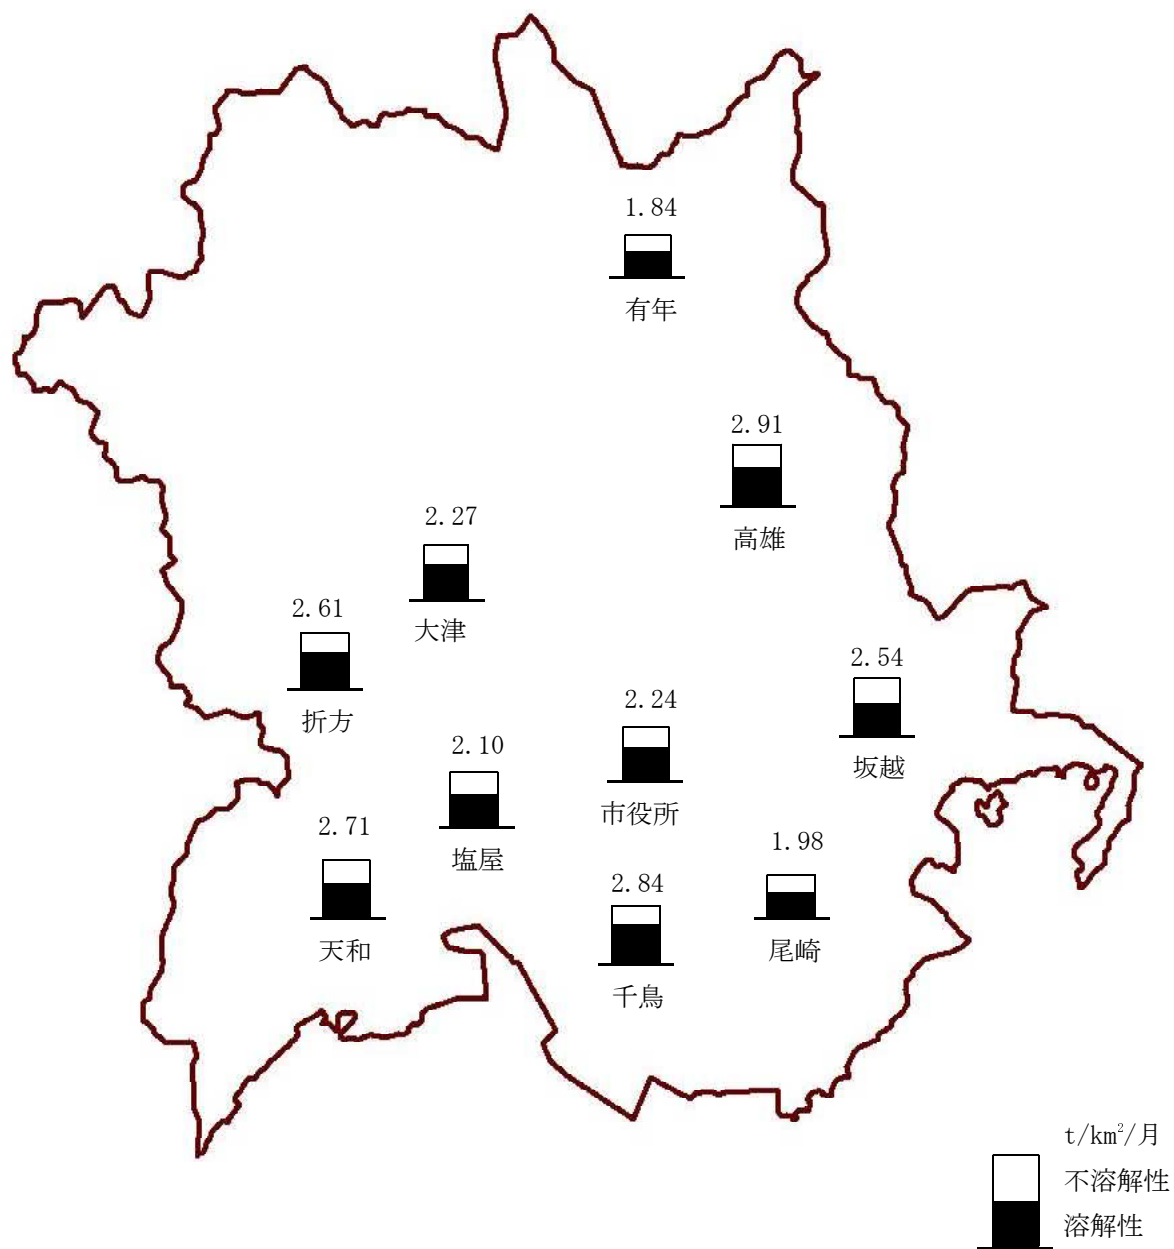 1.84
有年
2.91
高雄
2.27
大津
2.61
折方
2.54
坂越
2.24
市役所
2.10
塩屋
2.71
天和
1.98
尾崎
2.84
千鳥
t/km²/月
不溶解性
溶解性